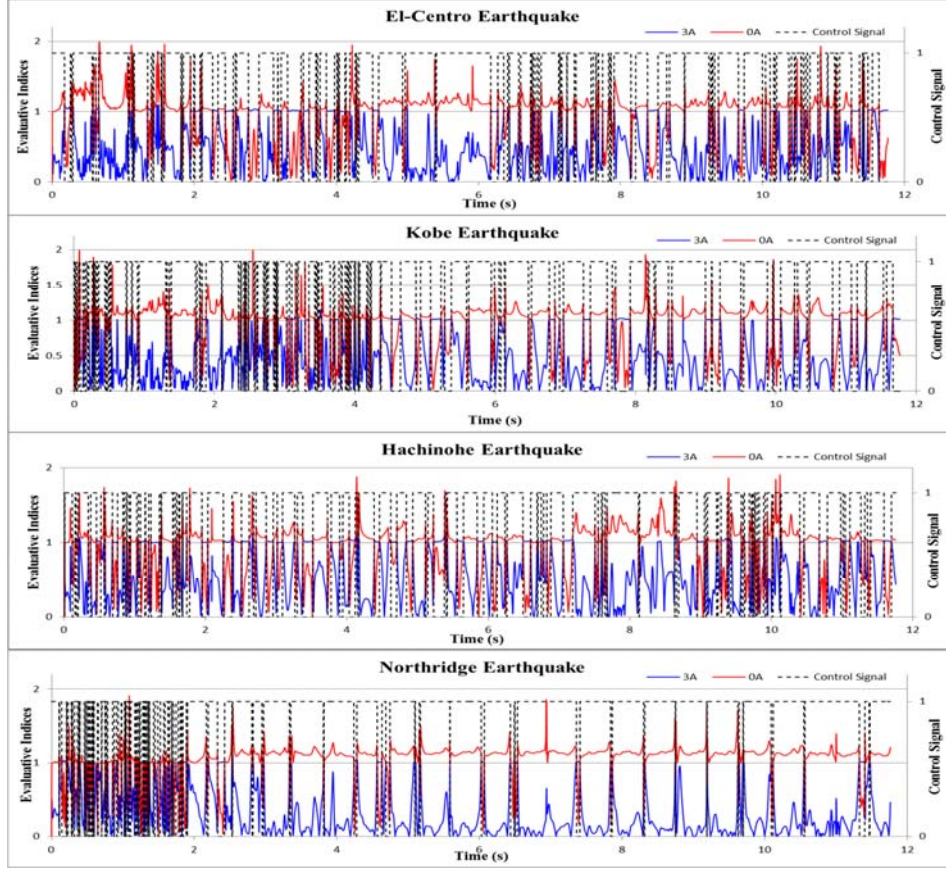 El-Centro Earthquake
3A 0A Control Signal
2 1
Evaluative Indices
1
Control Signal
0 0
0 2 4 6 8 10 12
Time (s)
Kobe Earthquake
3A 0A Control Signal
2
1.5 1
Evaluative Indices
1
Control Signal
0.5
0 0
0 2 4 6 8 10 12
Time (s)
Hachinohe Earthquake
3A 0A Control Signal
2
1
Evaluative Indices
1
Control Signal
0 0
0 2 4 6 8 10 12
Time (s)
Northridge Earthquake
3A 0A Control Signal
2
1
Evaluative Indices
1
Control Signal
0 0
0 2 4 6 8 10 12
Time (s)